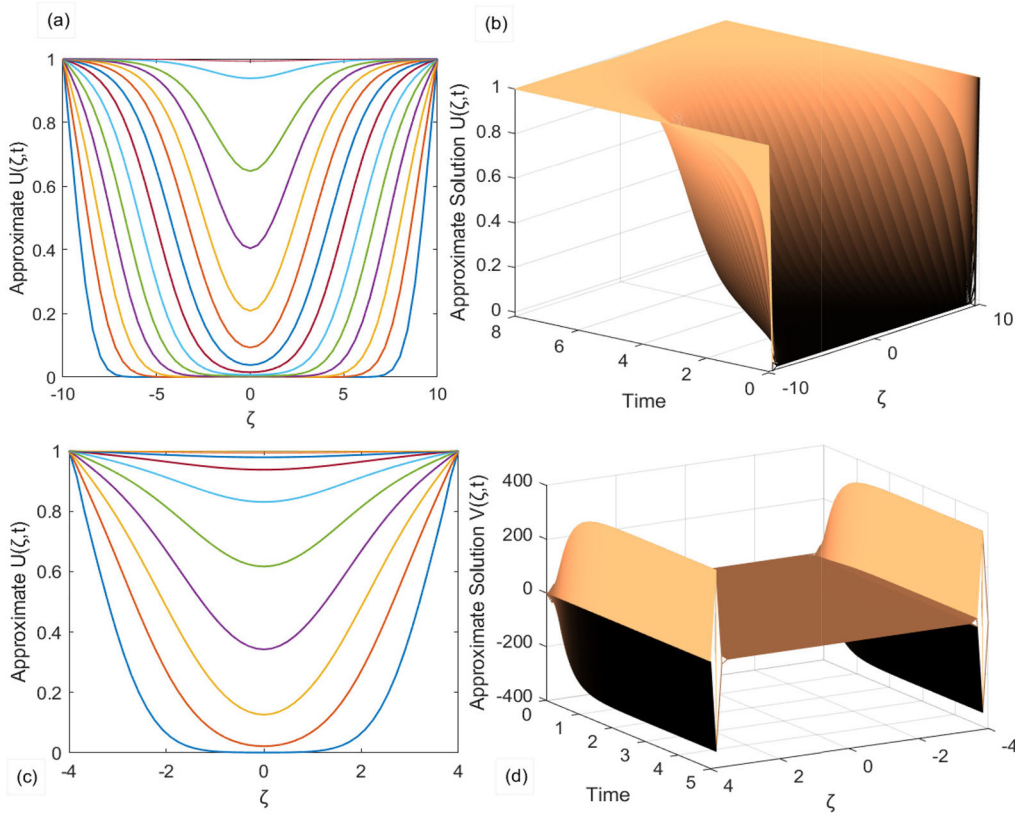 (a)
Approximate U(ζ,t)
1
0.8
0.6
0.4
0.2
0
-10 -5 0 5 10
ζ
(b)
Approximate Solution U(ζ,t)
1
0.8
0.6
0.4
0.2
0
8 6 4 2 0
Time
-10 0 10
ζ
Approximate U(ζ,t)
1
0.8
0.6
0.4
0.2
0
-4 -2 0 2 4
(c)
ζ
Approximate Solution V(ζ,t)
400
200
0
-200
-400
0 1 2 3 4 5
Time
4 2 0 -2 -4
(d)
ζ